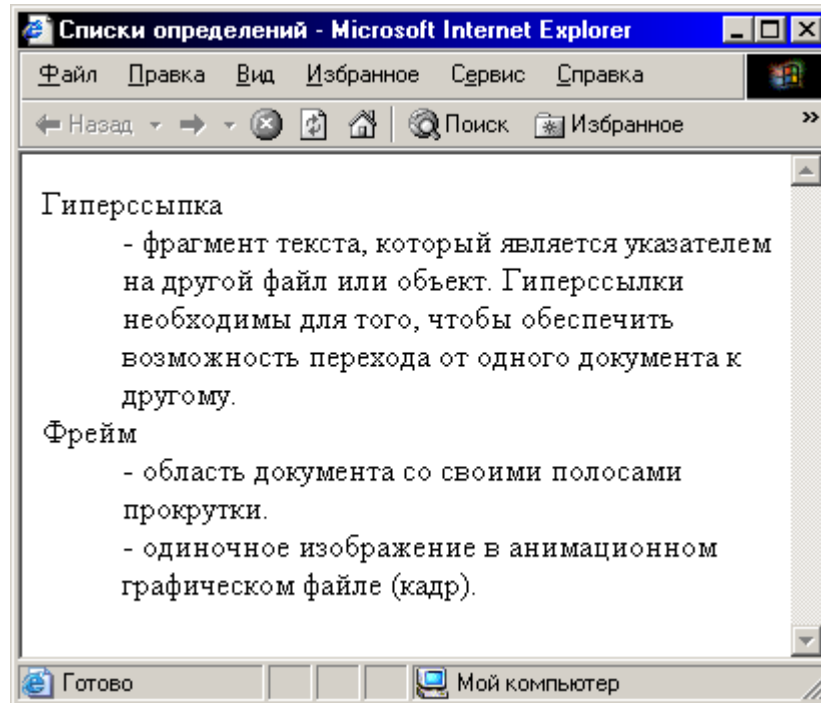 Списки определений - Microsoft Internet Explorer
Файл Правка Вид Избранное Сервис Справка
Назад Поиск Избранное »
Гиперссыпка
- фрагмент текста, который является указателем
на другой файл или объект. Гиперссылки
необходимы для того, чтобы обеспечить
возможность перехода от одного документа к
другому.
Фрейм
- область документа со своими полосами
прокрутки.
- одиночное изображение в анимационном
графическом файле (кадр).
Готово Мой компьютер